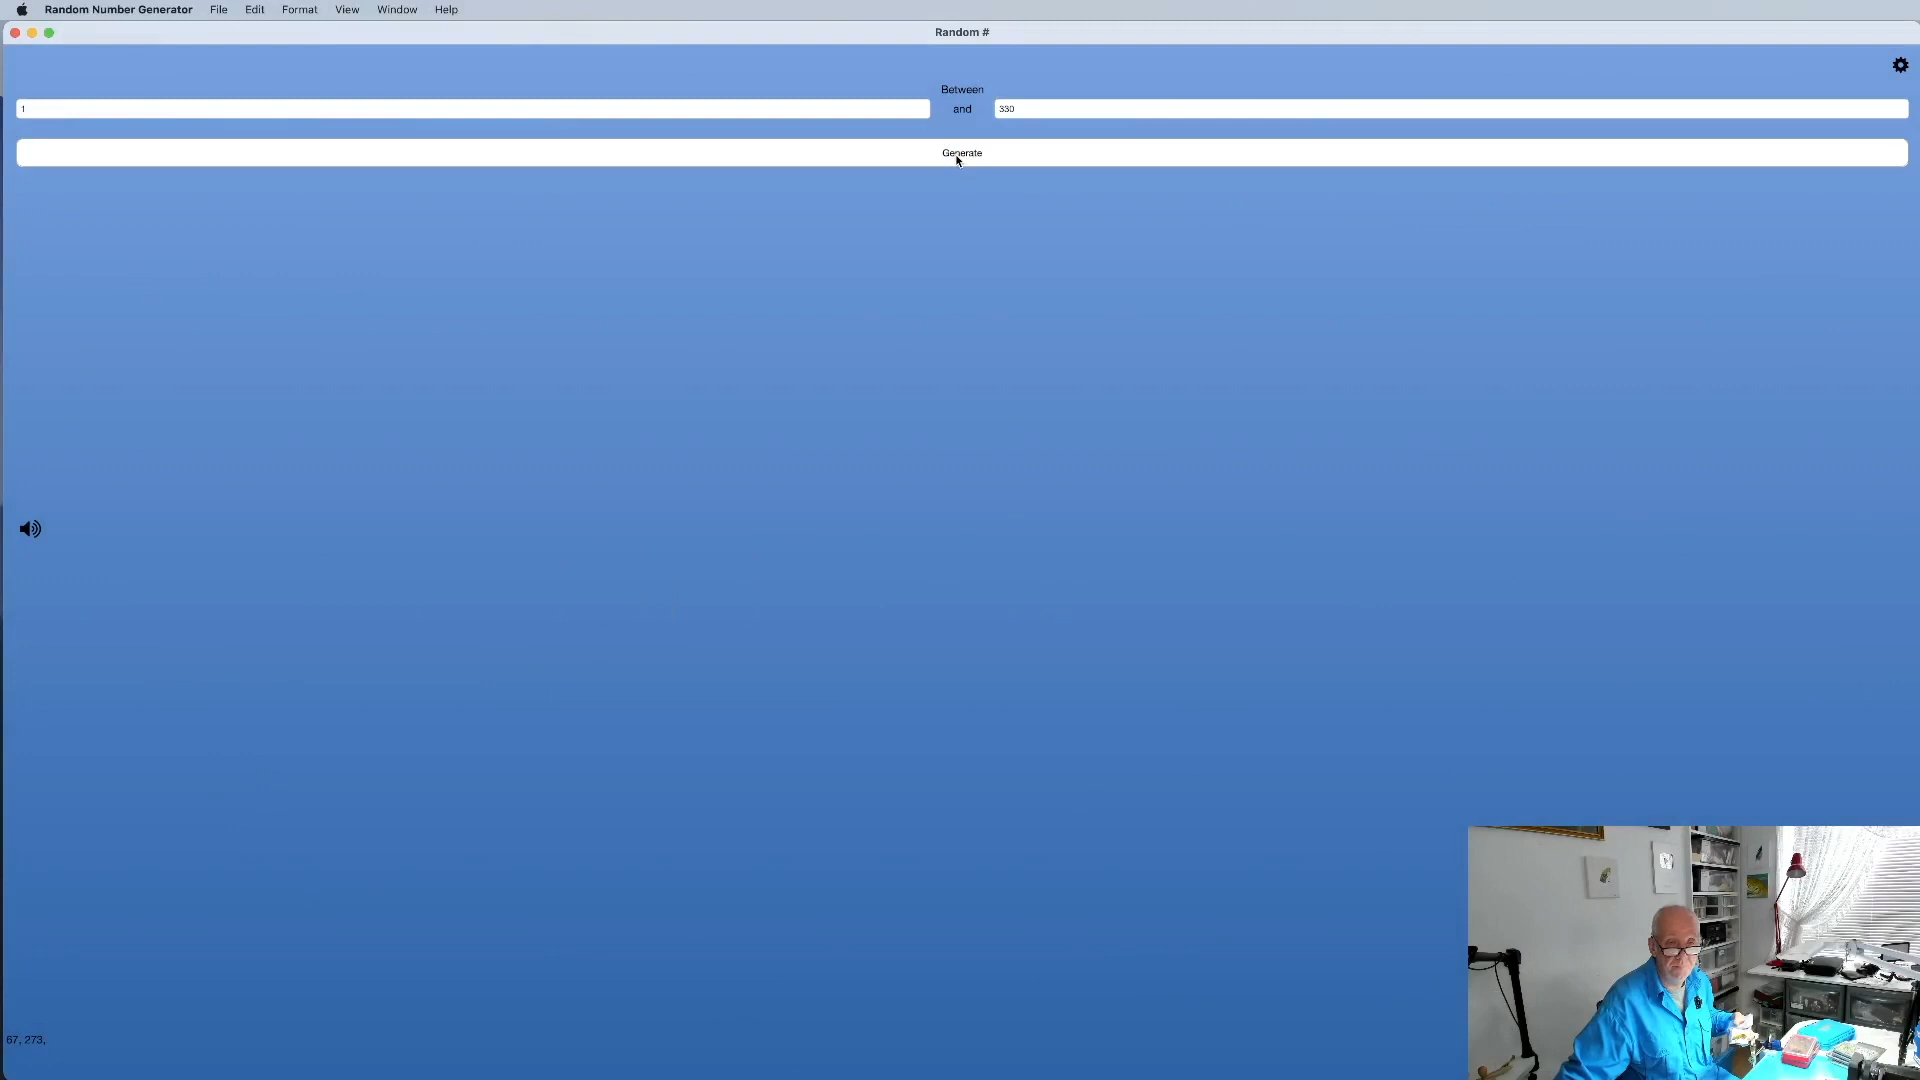 Random Number Generator File Edit Format View Window Help
Random #
Between
1 and 330
Generate
67, 273,